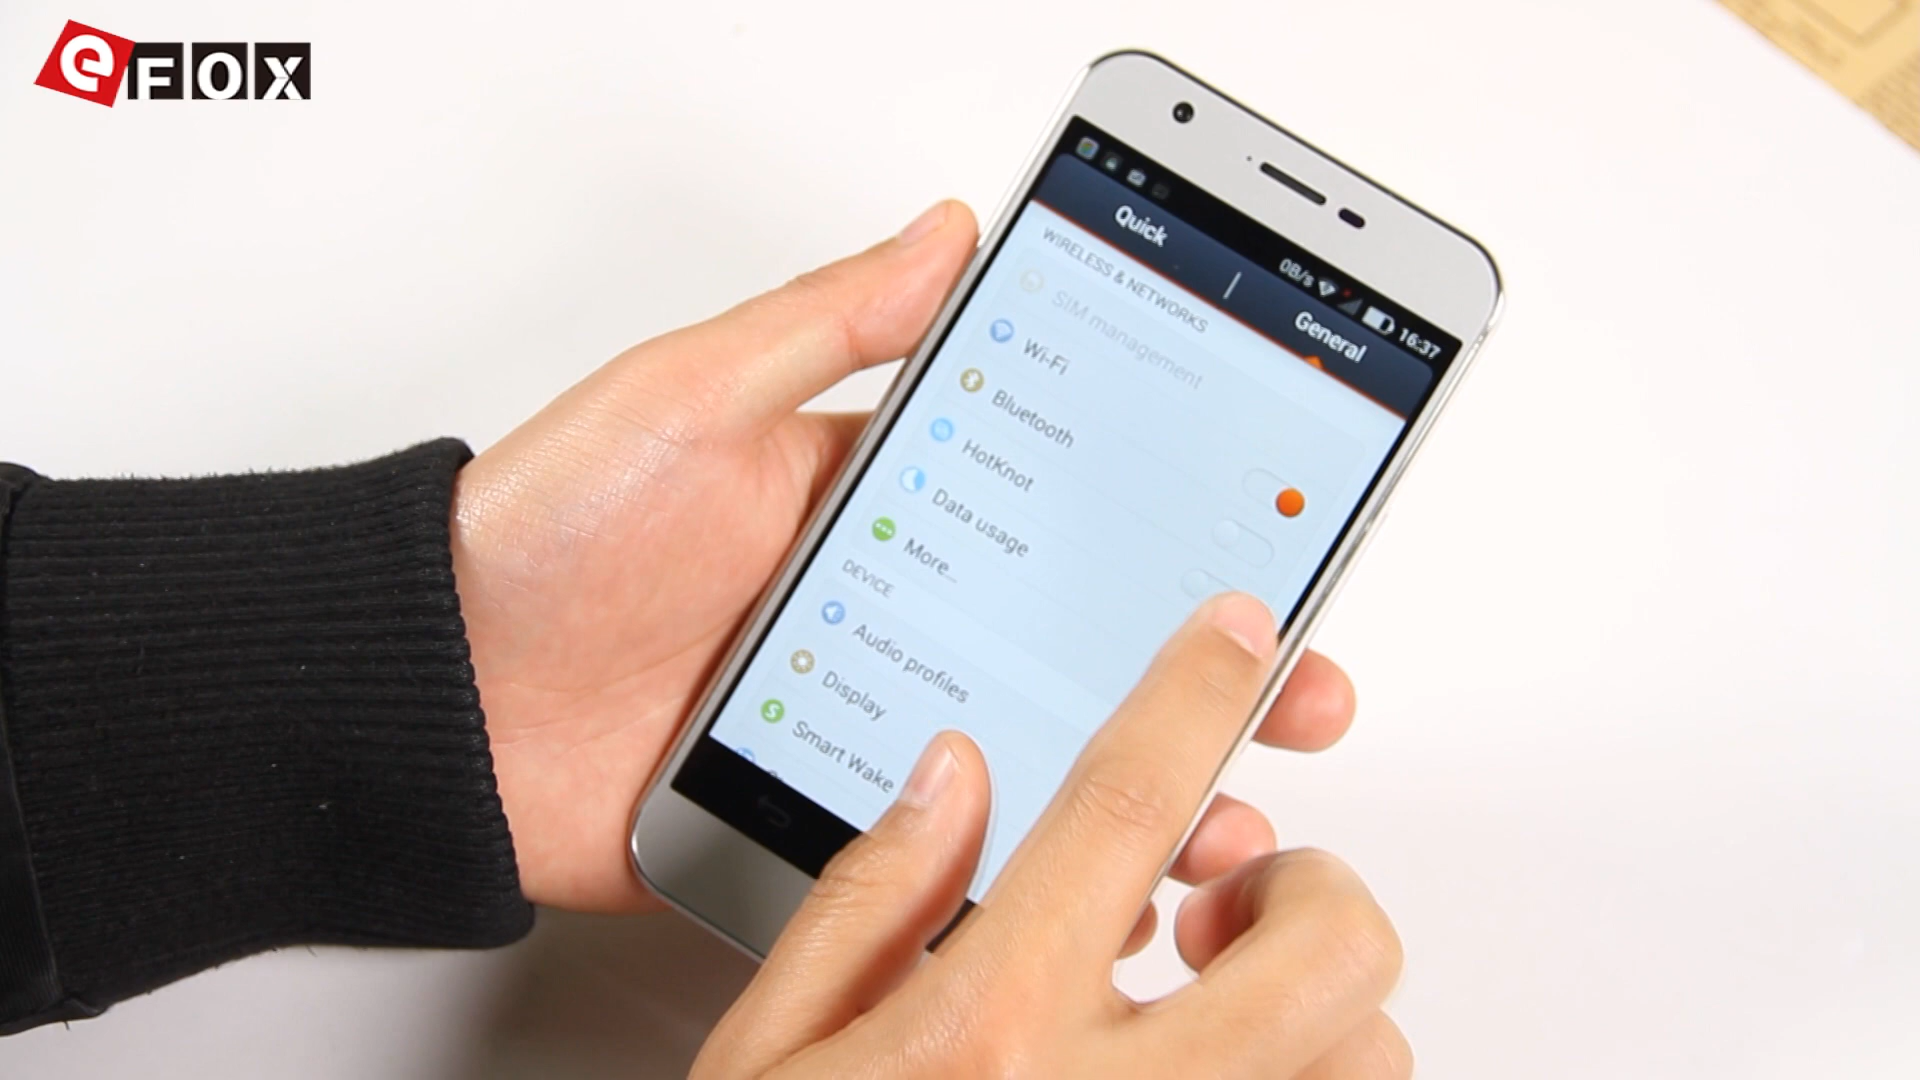 eFOX
0B/s 16:37
Quick | General
WIRELESS & NETWORKS
SIM management
Wi-Fi
Bluetooth
HotKnot
Data usage
More...
DEVICE
Audio profiles
Display
S Smart Wake